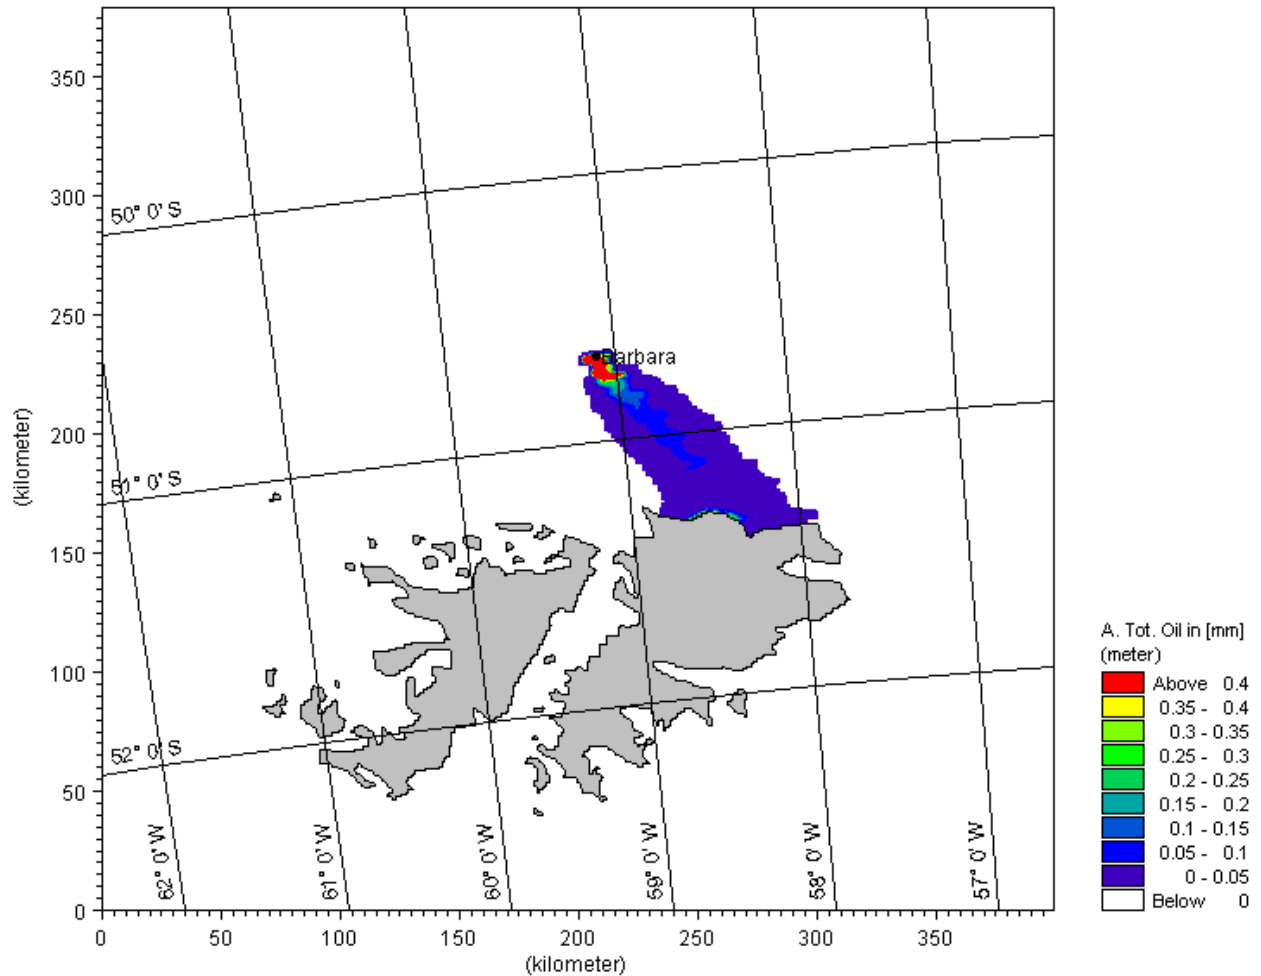 350
300
250
200
150
100
50
0
(kilometer)
50° 0' S
51° 0' S
52° 0' S
Barbara
62° 0' W
61° 0' W
60° 0' W
59° 0' W
58° 0' W
57° 0' W
0 50 100 150 200 250 300 350
(kilometer)
A. Tot. Oil in [mm]
(meter)
Above 0.4
0.35 - 0.4
0.3 - 0.35
0.25 - 0.3
0.2 - 0.25
0.15 - 0.2
0.1 - 0.15
0.05 - 0.1
0 - 0.05
Below 0